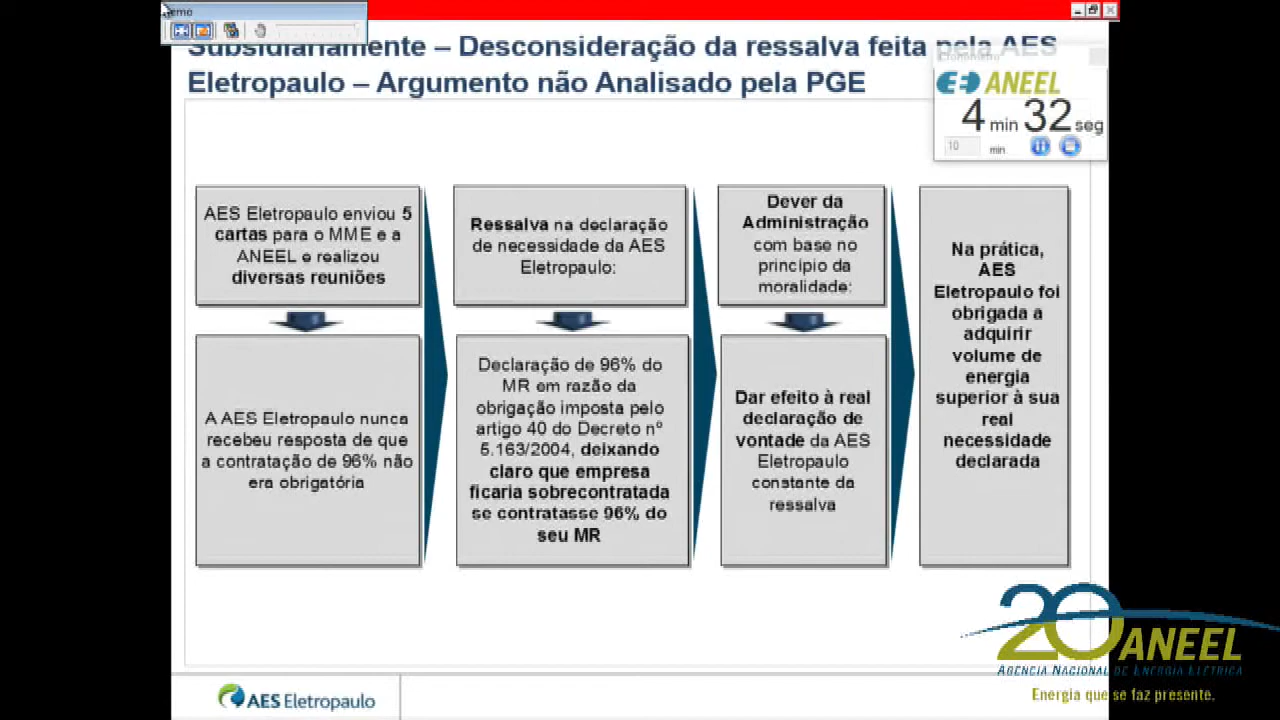 Subsidiariamente – Desconsideração da ressalva feita pela AES
Eletropaulo – Argumento não Analisado pela PGE
ANEEL
4 min 32 seg
10 min
AES Eletropaulo enviou 5
cartas para o MME e a
ANEEL e realizou
diversas reuniões
A AES Eletropaulo nunca
recebeu resposta de que
a contratação de 96% não
era obrigatória
Ressalva na declaração
de necessidade da AES
Eletropaulo:
Declaração de 96% do
MR em razão da
obrigação imposta pelo
artigo 40 do Decreto nº
5.163/2004, deixando
claro que empresa
ficaria sobrecontratada
se contratasse 96% do
seu MR
Dever da
Administração
com base no
princípio da
moralidade:
Dar efeito à real
declaração de
vontade da AES
Eletropaulo
constante da
ressalva
Na prática,
AES
Eletropaulo foi
obrigada a
adquirir
volume de
energia
superior à sua
real
necessidade
declarada
AES Eletropaulo
20 ANEEL
AGÊNCIA NACIONAL DE ENERGIA ELÉTRICA
Energia que se faz presente.